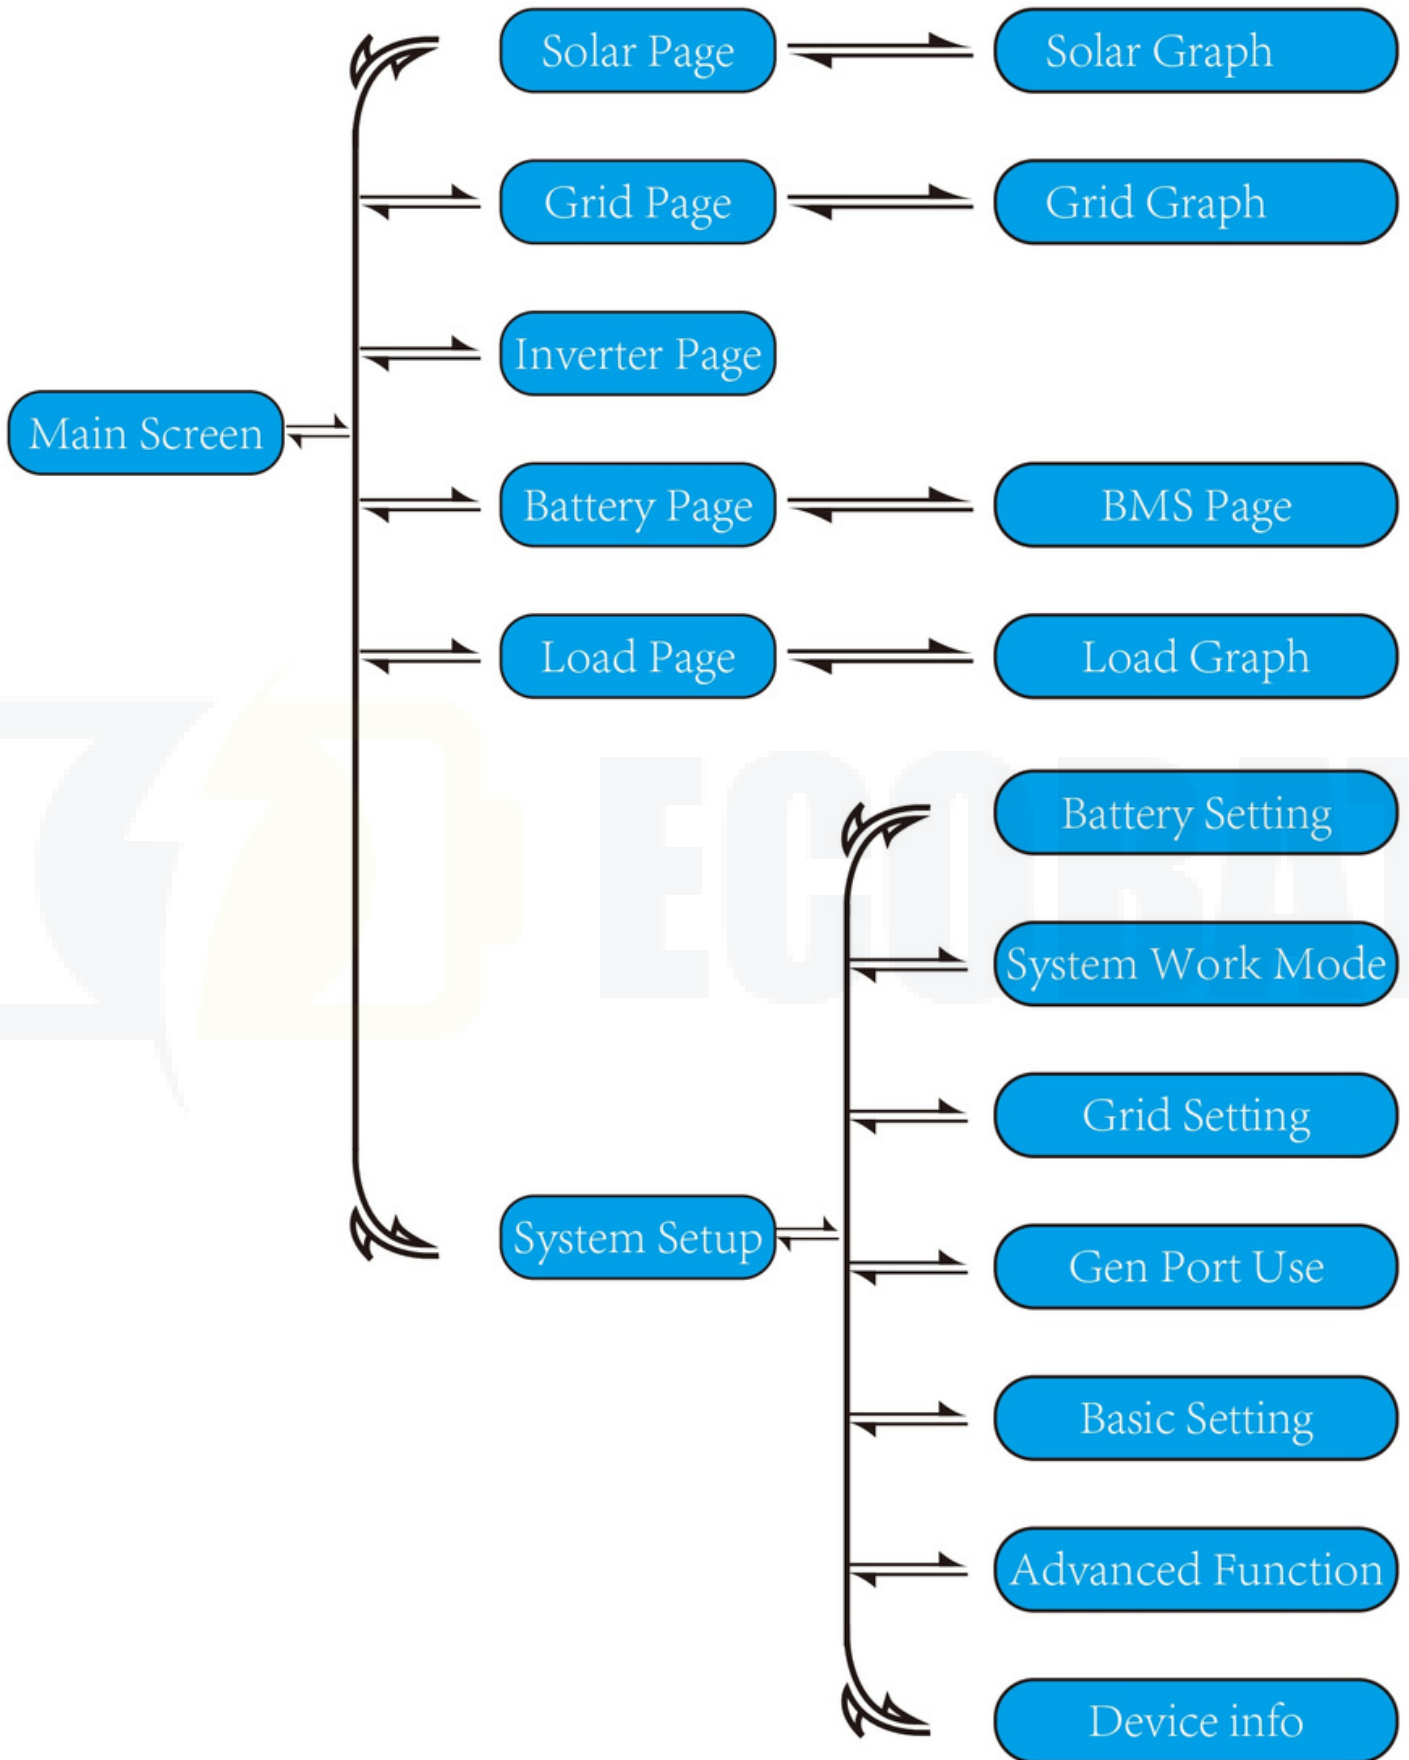 Solar Page
Solar Graph
Grid Page
Grid Graph
Inverter Page
Main Screen
Battery Page
BMS Page
Load Page
Load Graph
Battery Setting
System Work Mode
Grid Setting
System Setup
Gen Port Use
Basic Setting
Advanced Function
Device info